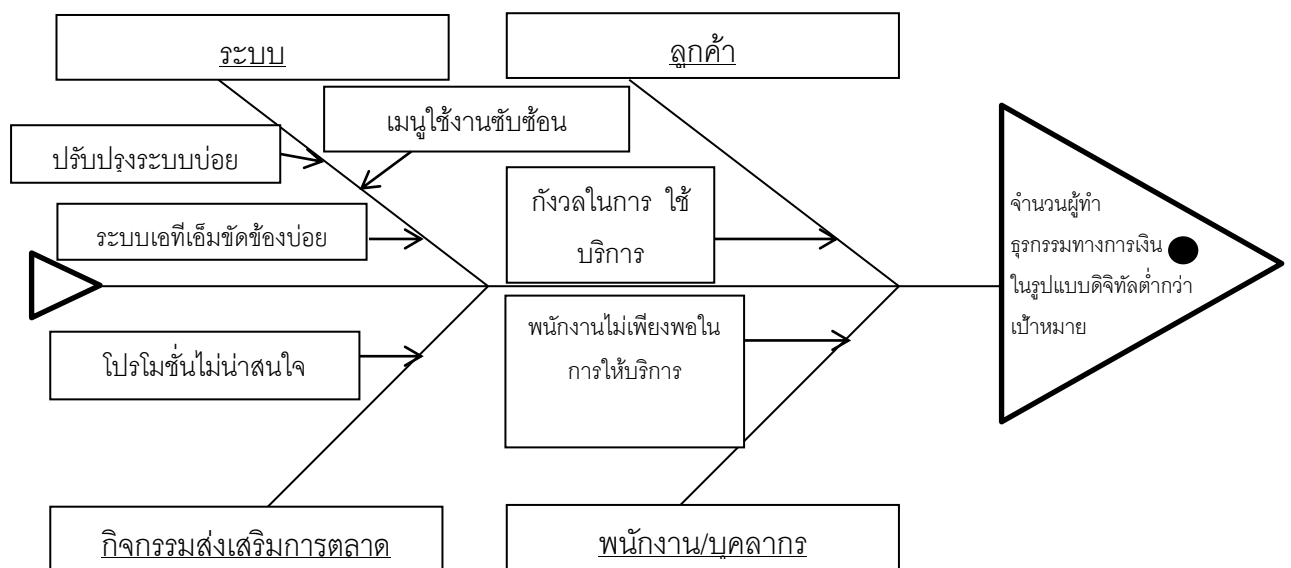 ระบบ
ลูกค้า
เมนูใช้งานซับซ้อน
ปรับปรุงระบบบ่อย
กังวลในการ ใช้
บริการ
ระบบเอทีเอ็มขัดข้องบ่อย
จำนวนผู้ทำ
ธุรกรรมทางการเงิน
ในรูปแบบดิจิทัลต่ำกว่า
เป้าหมาย
โปรโมชั่นไม่น่าสนใจ
พนักงานไม่เพียงพอใน
การให้บริการ
กิจกรรมส่งเสริมการตลาด
พนักงาน/บุคลากร